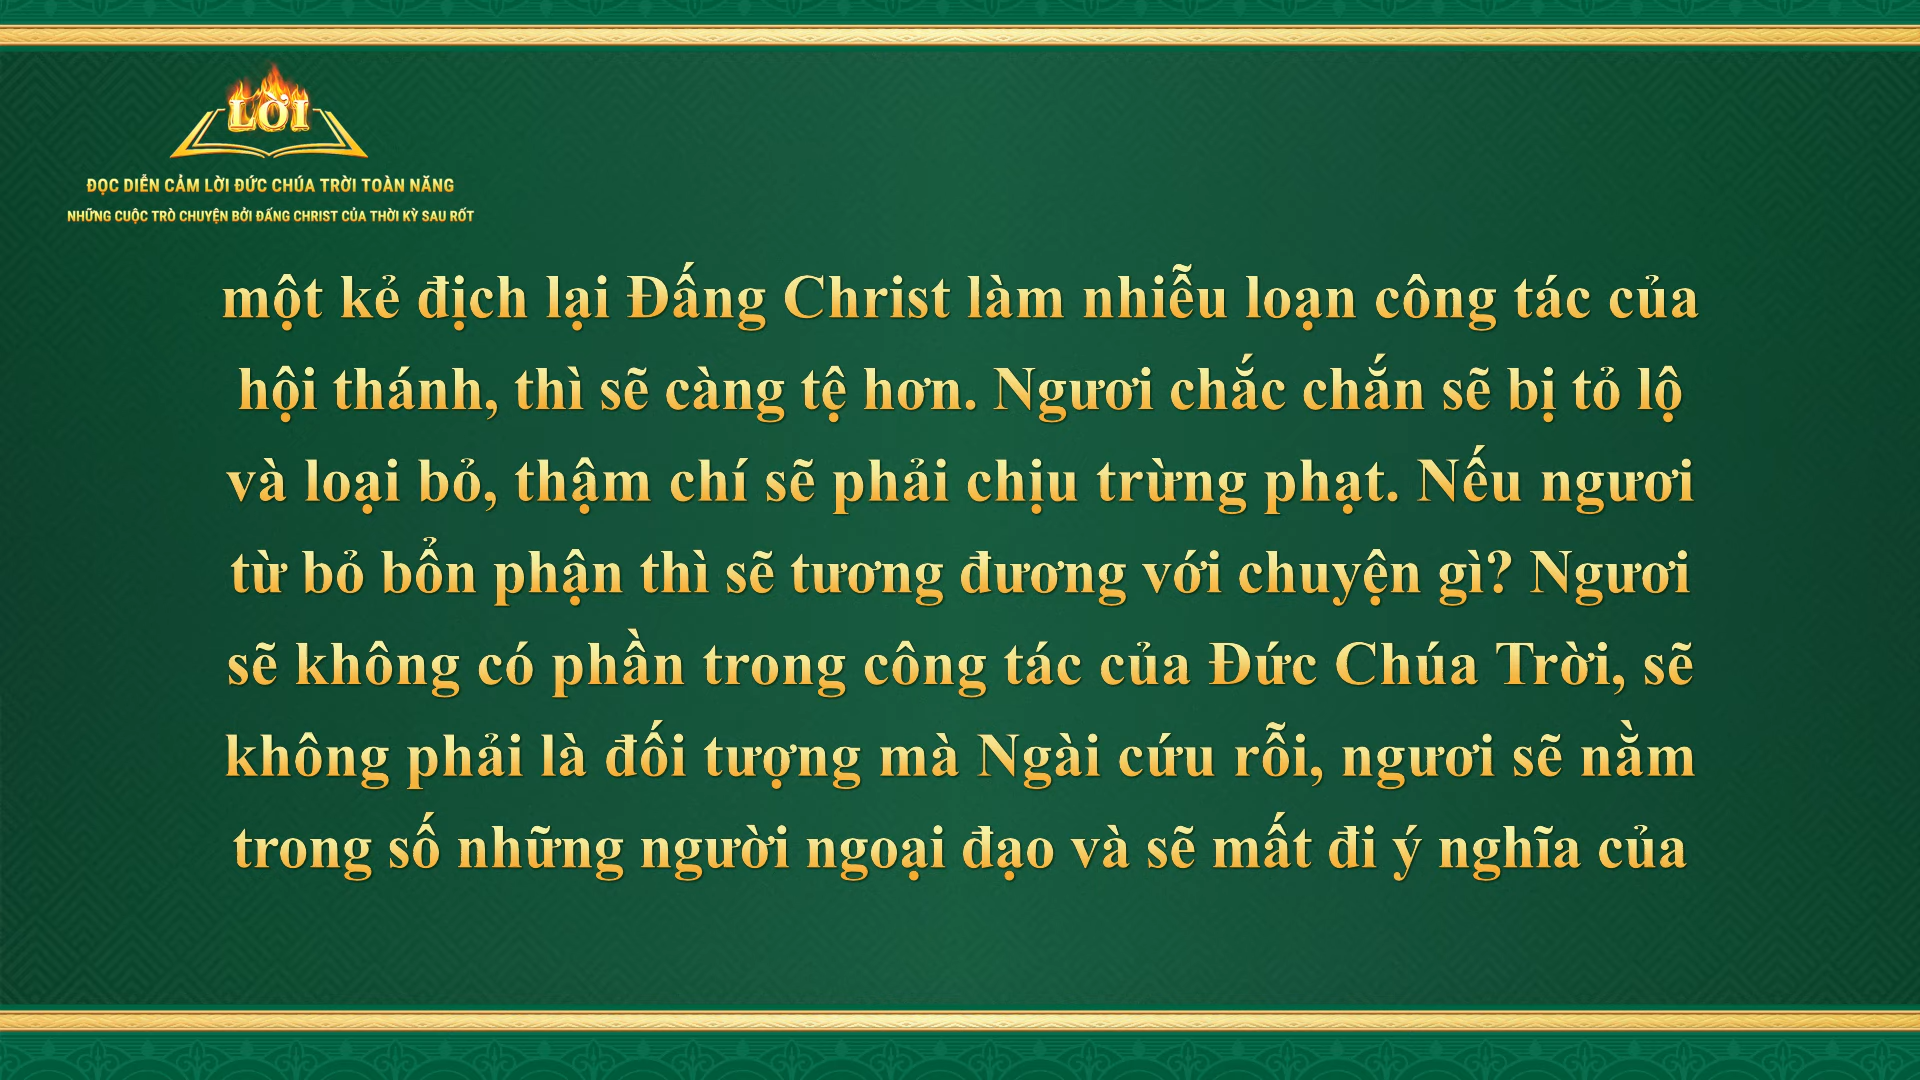 LỜI
ĐỌC DIỄN CẢM LỜI ĐỨC CHÚA TRỜI TOÀN NĂNG
NHỮNG CUỘC TRÒ CHUYỆN BỞI ĐẤNG CHRIST CỦA THỜI KỲ SAU RỐT
một kẻ địch lại Đấng Christ làm nhiễu loạn công tác của
hội thánh, thì sẽ càng tệ hơn. Ngươi chắc chắn sẽ bị tỏ lộ
và loại bỏ, thậm chí sẽ phải chịu trừng phạt. Nếu ngươi
từ bỏ bổn phận thì sẽ tương đương với chuyện gì? Ngươi
sẽ không có phần trong công tác của Đức Chúa Trời, sẽ
không phải là đối tượng mà Ngài cứu rỗi, ngươi sẽ nằm
trong số những người ngoại đạo và sẽ mất đi ý nghĩa của